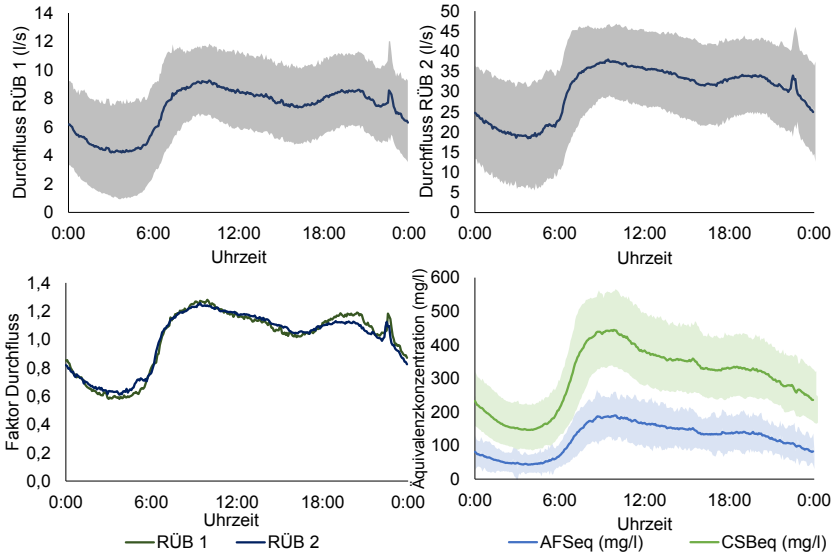 Durchfluss RÜB 1 (l/s)
14
12
10
8
6
4
2
0
0:00 6:00 12:00 18:00 0:00
Uhrzeit
Durchfluss RÜB 2 (l/s)
50
45
40
35
30
25
20
15
10
5
0
0:00 6:00 12:00 18:00 0:00
Uhrzeit
Faktor Durchfluss
1,4
1,2
1,0
0,8
0,6
0,4
0,2
0,0
0:00 6:00 12:00 18:00 0:00
Uhrzeit
RÜB 1 RÜB 2
Äquivalenzkonzentration (mg/l)
600
500
400
300
200
100
0
0:00 6:00 12:00 18:00 0:00
Uhrzeit
AFSeq (mg/l) CSBeq (mg/l)